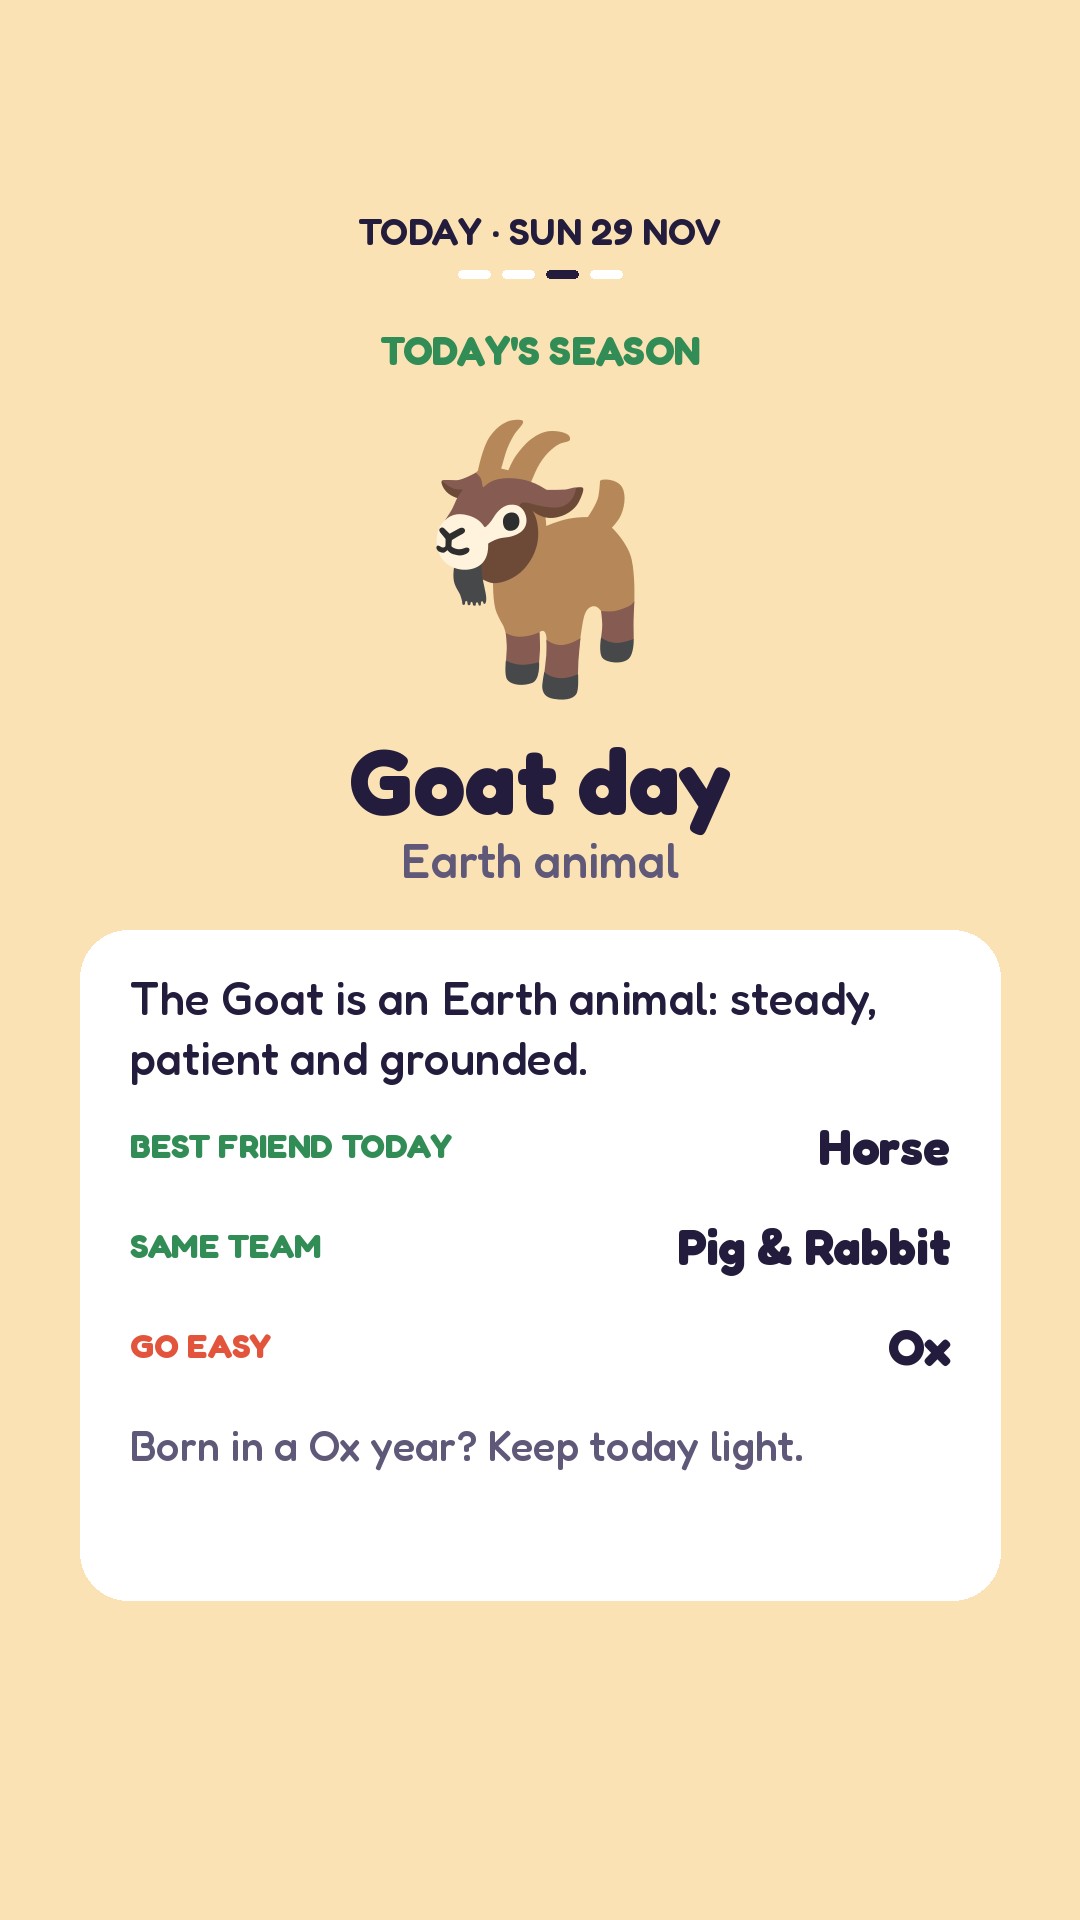 TODAY · SUN 29 NOV
TODAY'S SEASON
Goat day
Earth animal
The Goat is an Earth animal: steady,
patient and grounded.
BEST FRIEND TODAY Horse
SAME TEAM Pig & Rabbit
GO EASY Ox
Born in a Ox year? Keep today light.